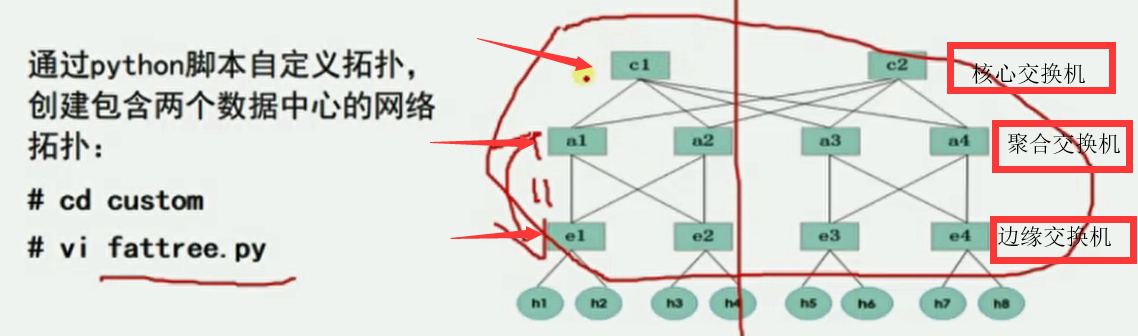 通过python脚本自定义拓扑，
创建包含两个数据中心的网络
拓扑：
# cd custom
# vi fattree.py
c1 c2 核心交换机
a1 a2 a3 a4 聚合交换机
e1 e2 e3 e4 边缘交换机
h1 h2 h3 h4 h5 h6 h7 h8